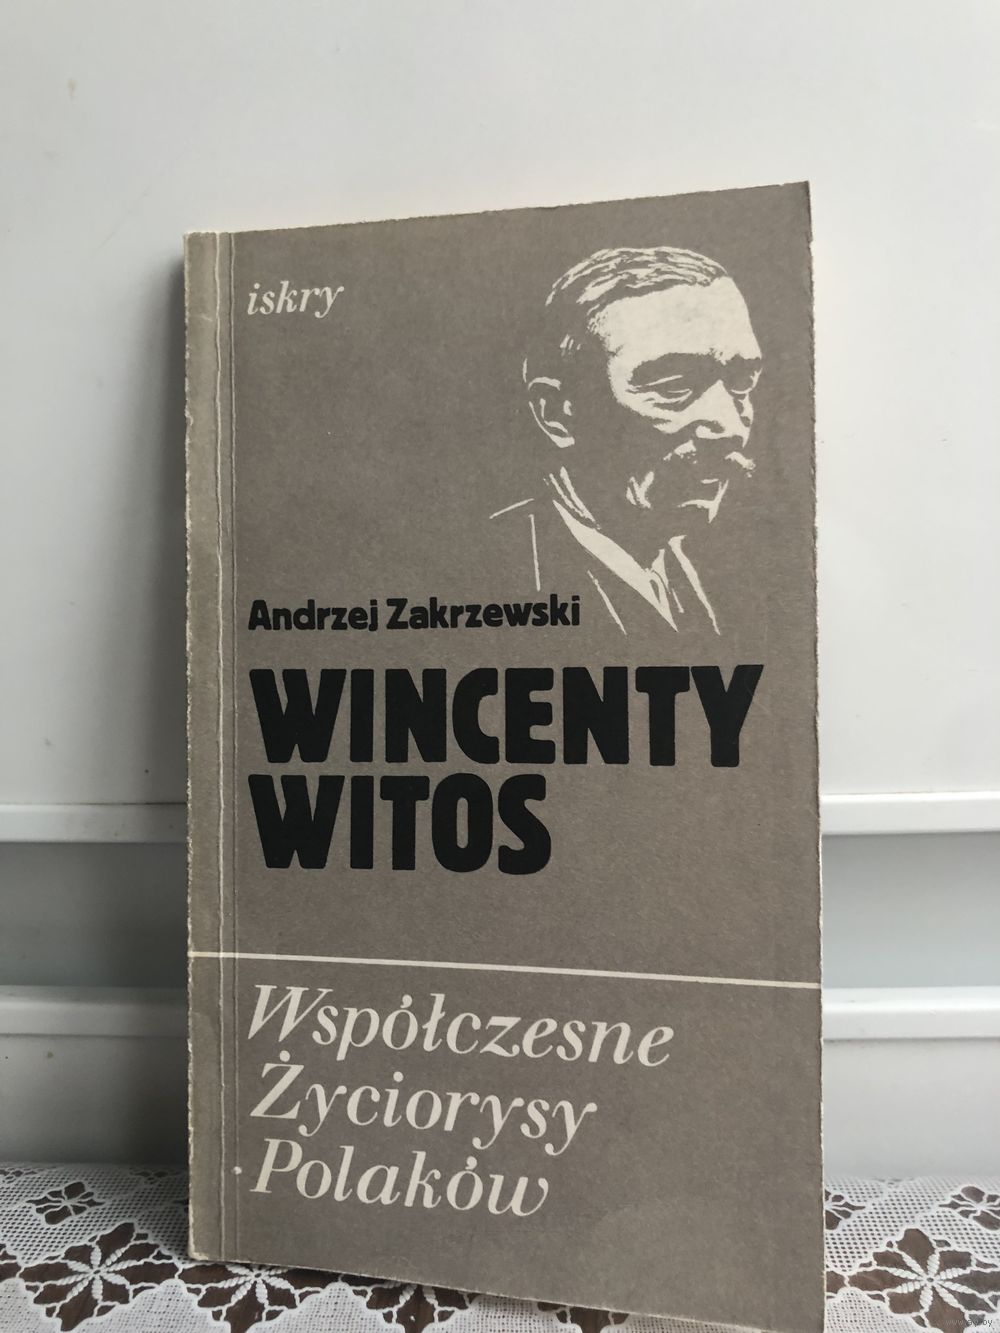 iskry
Andrzej Zakrzewski
WINCENTY
WITOS
Współczesne
Życiorysy
Polaków